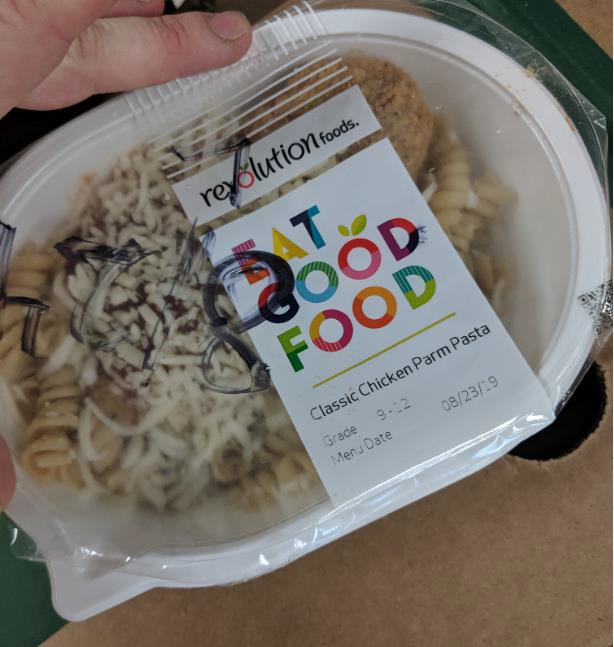 revolution foods.
EAT
GOOD
FOOD
Classic Chicken Parm Pasta
Grade 9-12
Menu Date 08/23/19